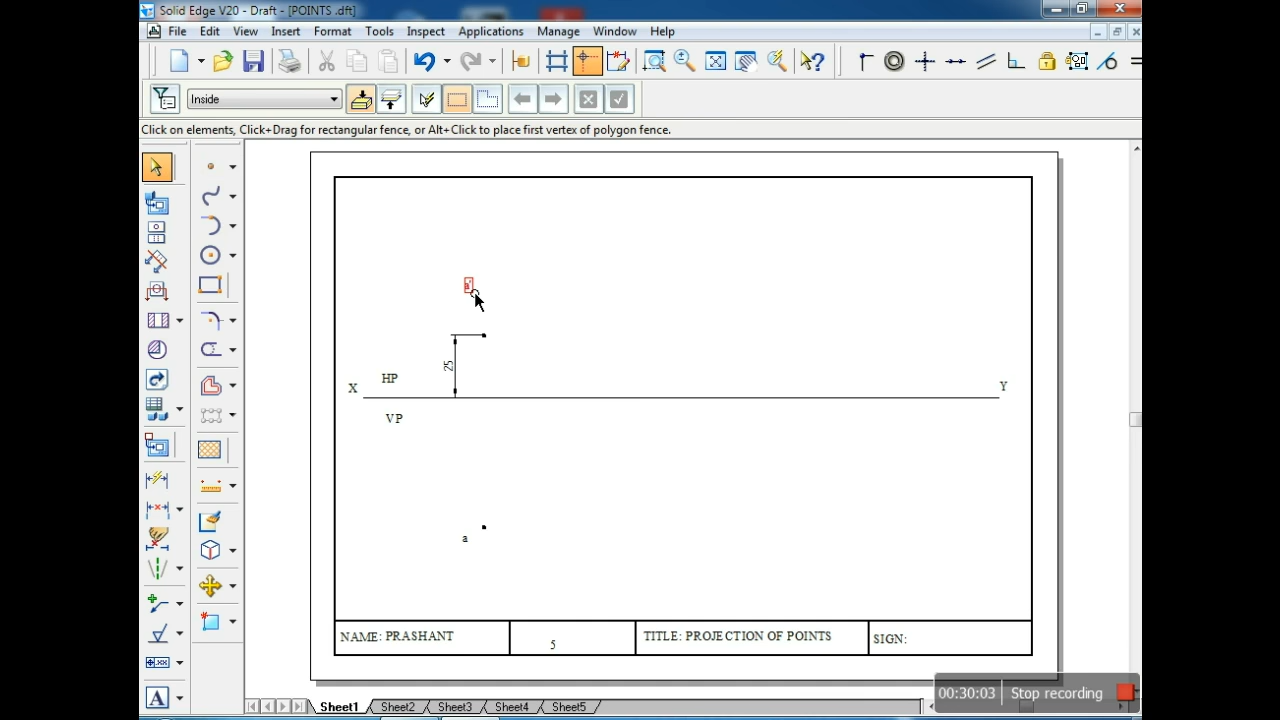 Solid Edge V20 - Draft - [POINTS .dft]
File Edit View Insert Format Tools Inspect Applications Manage Window Help
Inside
Click on elements, Click+Drag for rectangular fence, or Alt+Click to place first vertex of polygon fence.
a'
25
HP
X
Y
VP
a
NAME: PRASHANT
5
TITLE: PROJECTION OF POINTS
SIGN:
A
00:30:03 Stop recording
Sheet1 Sheet2 Sheet3 Sheet4 Sheet5